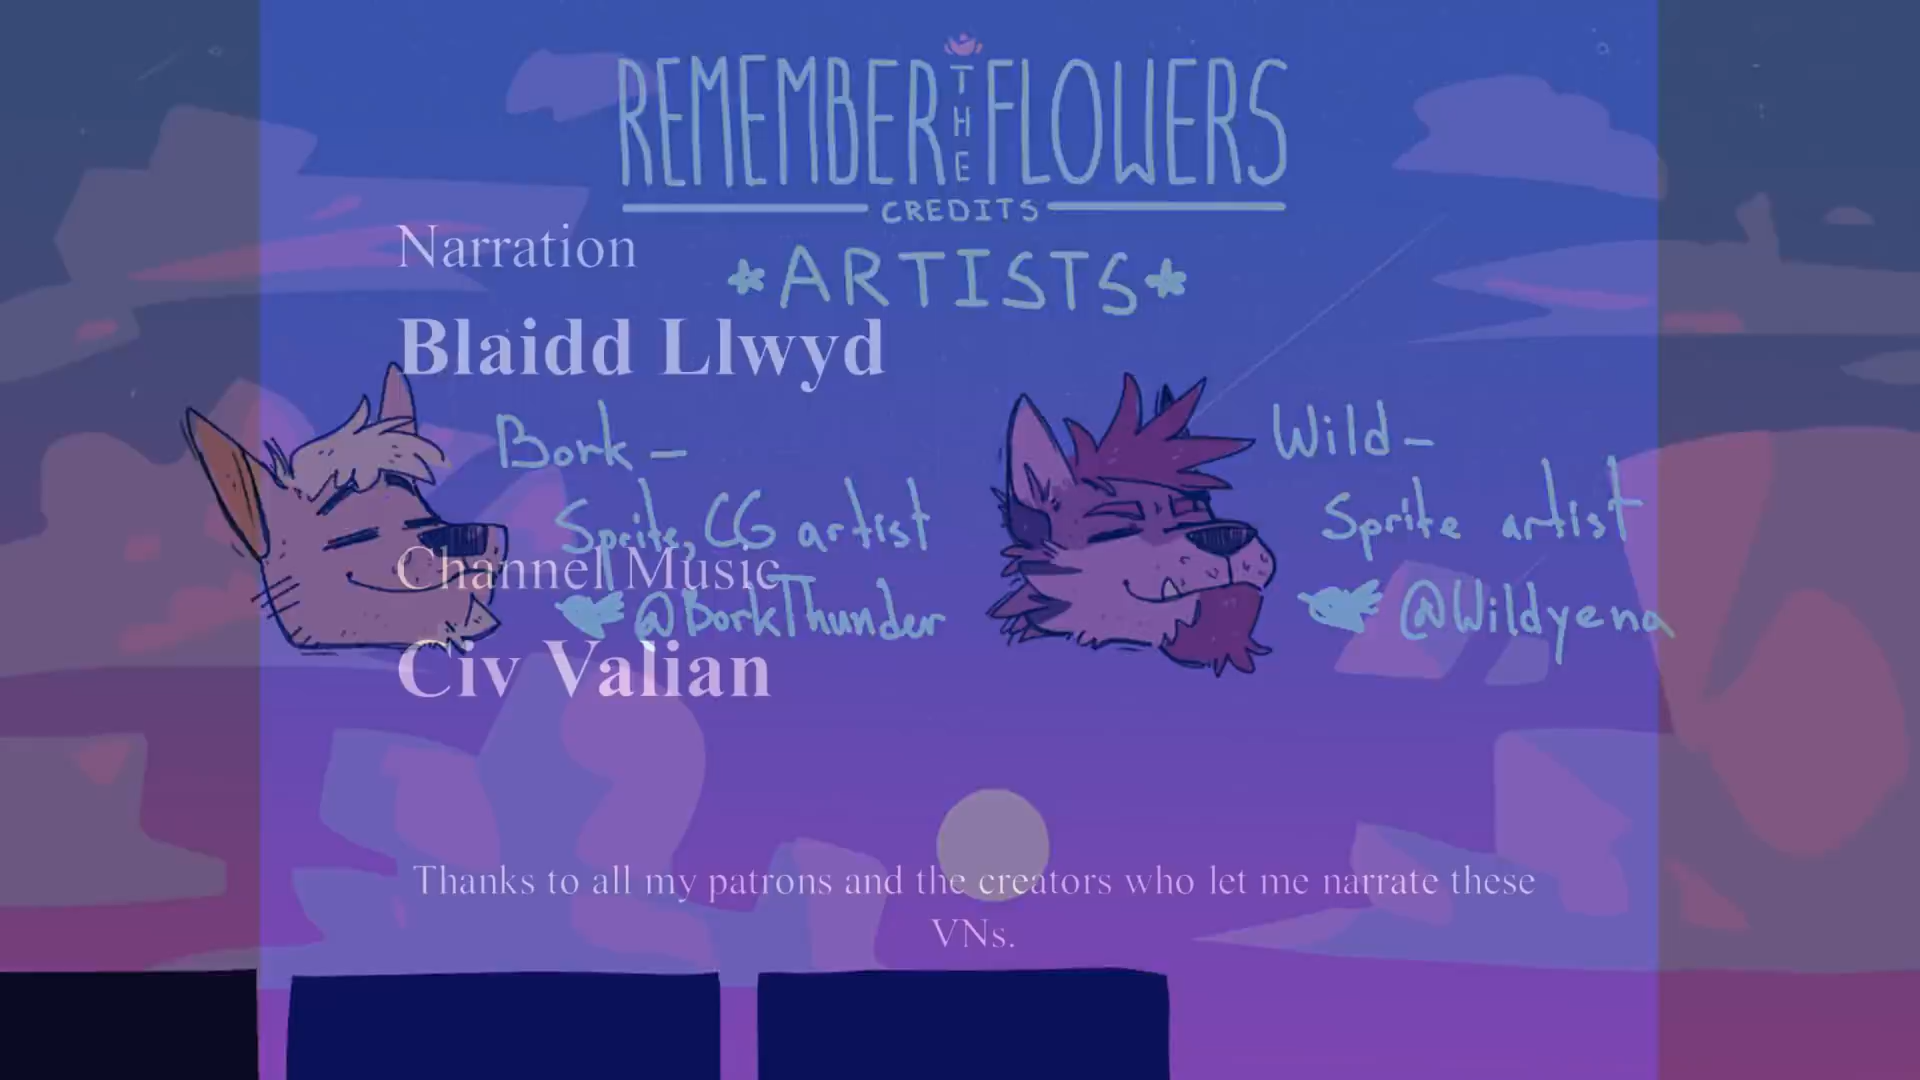 REMEMBER THE FLOWERS
CREDITS
Narration
*ARTISTS*
Blaidd Llwyd
Bork –
Sprite, CG artist
@BorkThunder
Wild –
Sprite artist
@Wildyena
Channel Music
Civ Valian
Thanks to all my patrons and the creators who let me narrate these
VNs.